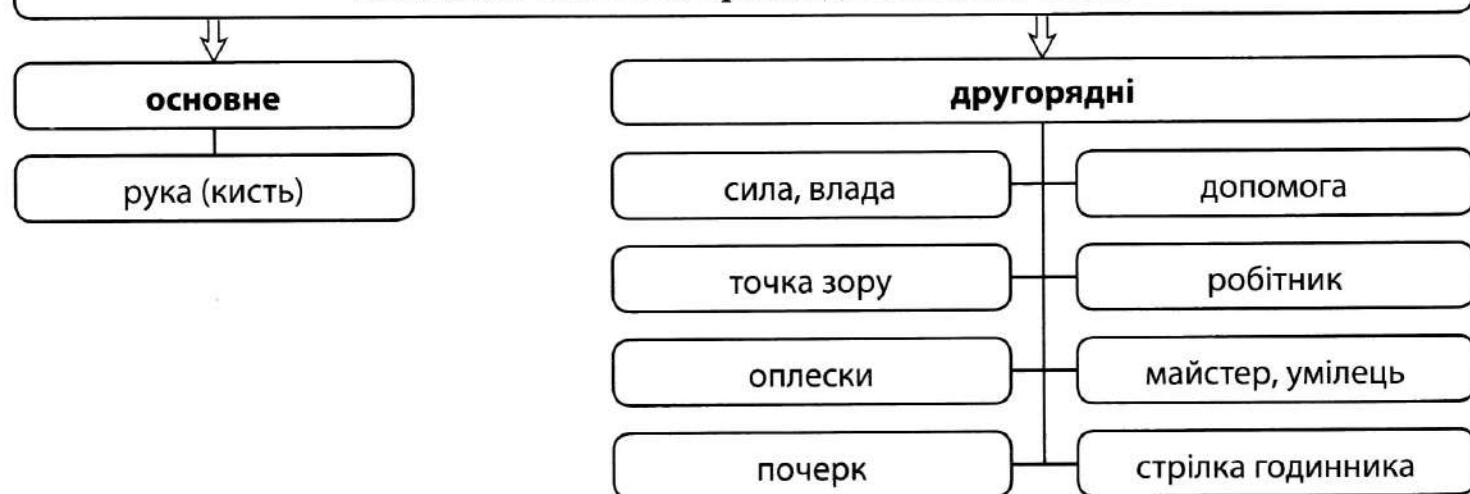 основне
другорядні
рука (кисть)
сила, влада
допомога
точка зору
робітник
оплески
майстер, умілець
почерк
стрілка годинника